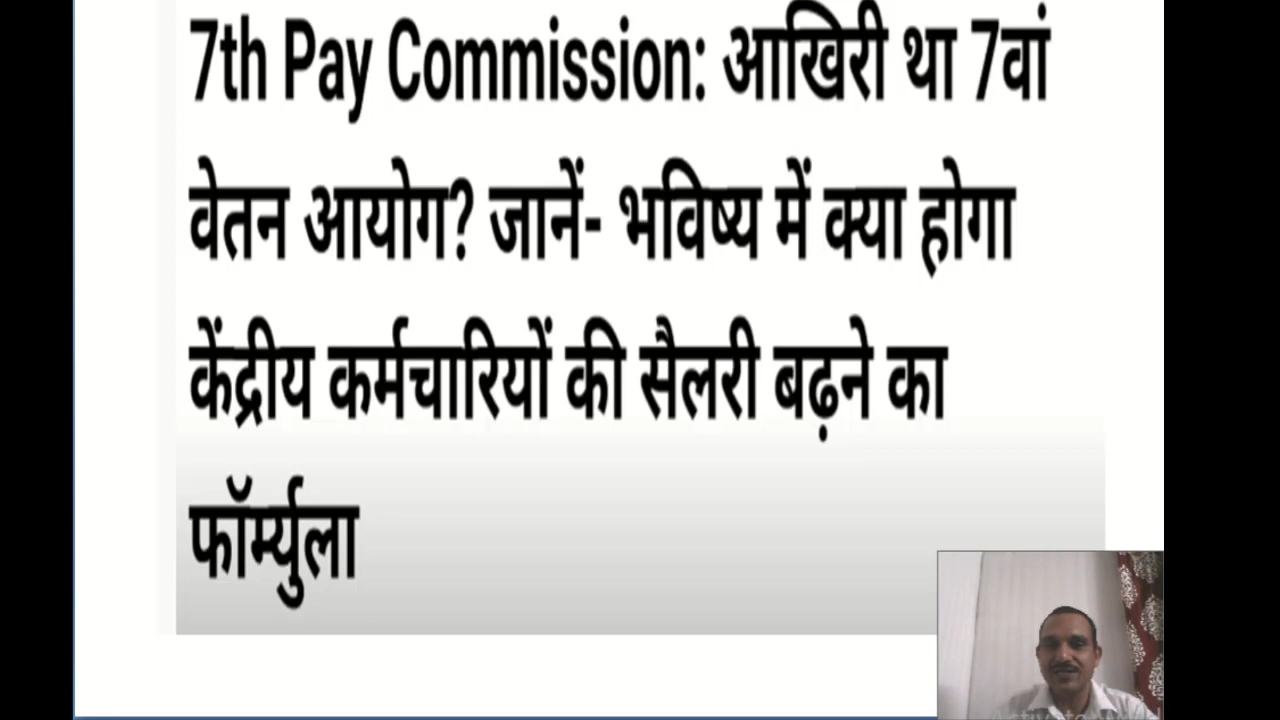 7th Pay Commission: आखिरी था 7वां
वेतन आयोग? जानें- भविष्य में क्या होगा
केंद्रीय कर्मचारियों की सैलरी बढ़ने का
फॉर्म्युला